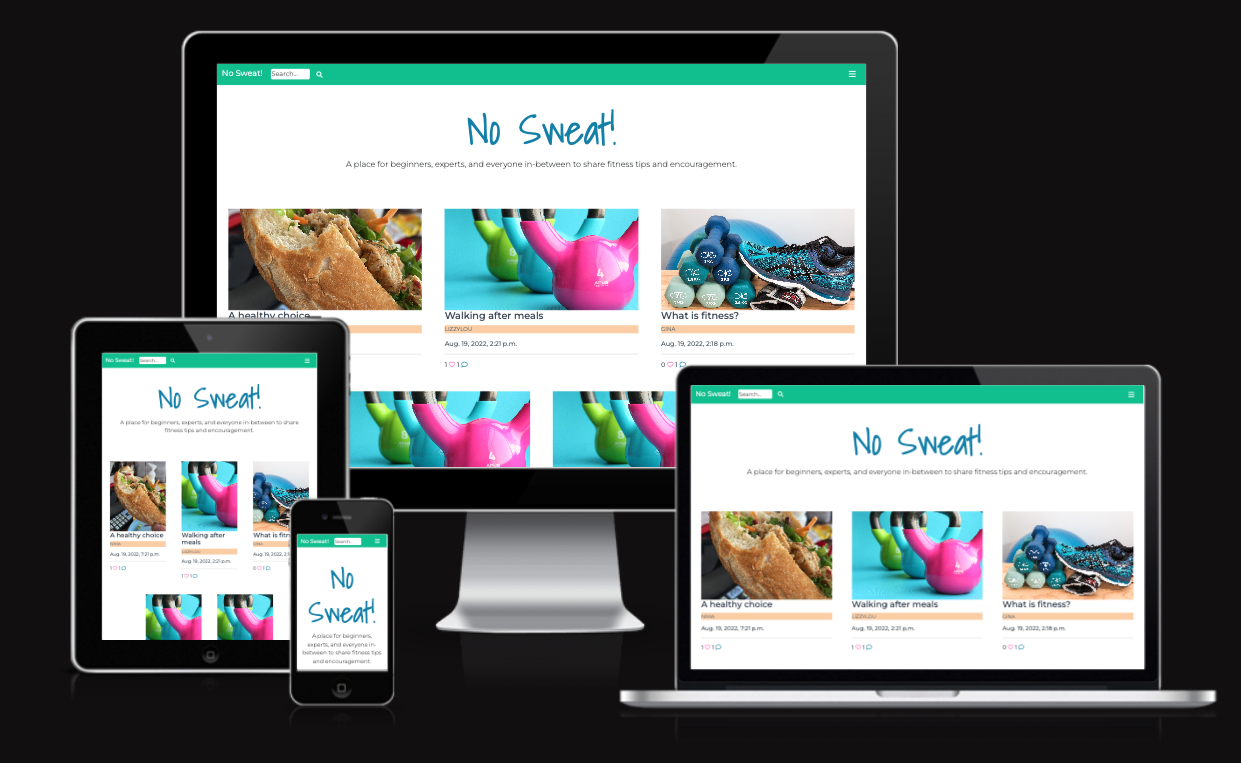 No Sweat! Search...
No Sweat!
A place for beginners, experts, and everyone in-between to share fitness tips and encouragement.
4
A healthy choice
Walking after meals
LIZZYLOU
Aug. 19, 2022, 2:21 p.m.
1 1
What is fitness?
GINA
Aug. 19, 2022, 2:18 p.m.
0 1
4
4
No Sweat! Search...
No Sweat!
A place for beginners, experts, and everyone in-between to share
fitness tips and encouragement.
A healthy choice
Aug. 19, 2022, 7:21 p.m.
1 1
Walking after
meals
LIZZYLOU
Aug. 19, 2022, 2:21 p.m.
1 1
What is fitn
GINA
Aug. 19, 2022, 2:1
0 1
No Sweat! Search...
No
Sweat!
A place for beginners,
experts, and everyone in-
between to share fitness tips
and encouragement.
No Sweat! Search...
No Sweat!
A place for beginners, experts, and everyone in-between to share fitness tips and encouragement.
4
A healthy choice
Aug. 19, 2022, 7:21 p.m.
1 1
Walking after meals
LIZZYLOU
Aug. 19, 2022, 2:21 p.m.
1 1
What is fitness?
GINA
Aug. 19, 2022, 2:18 p.m.
0 1